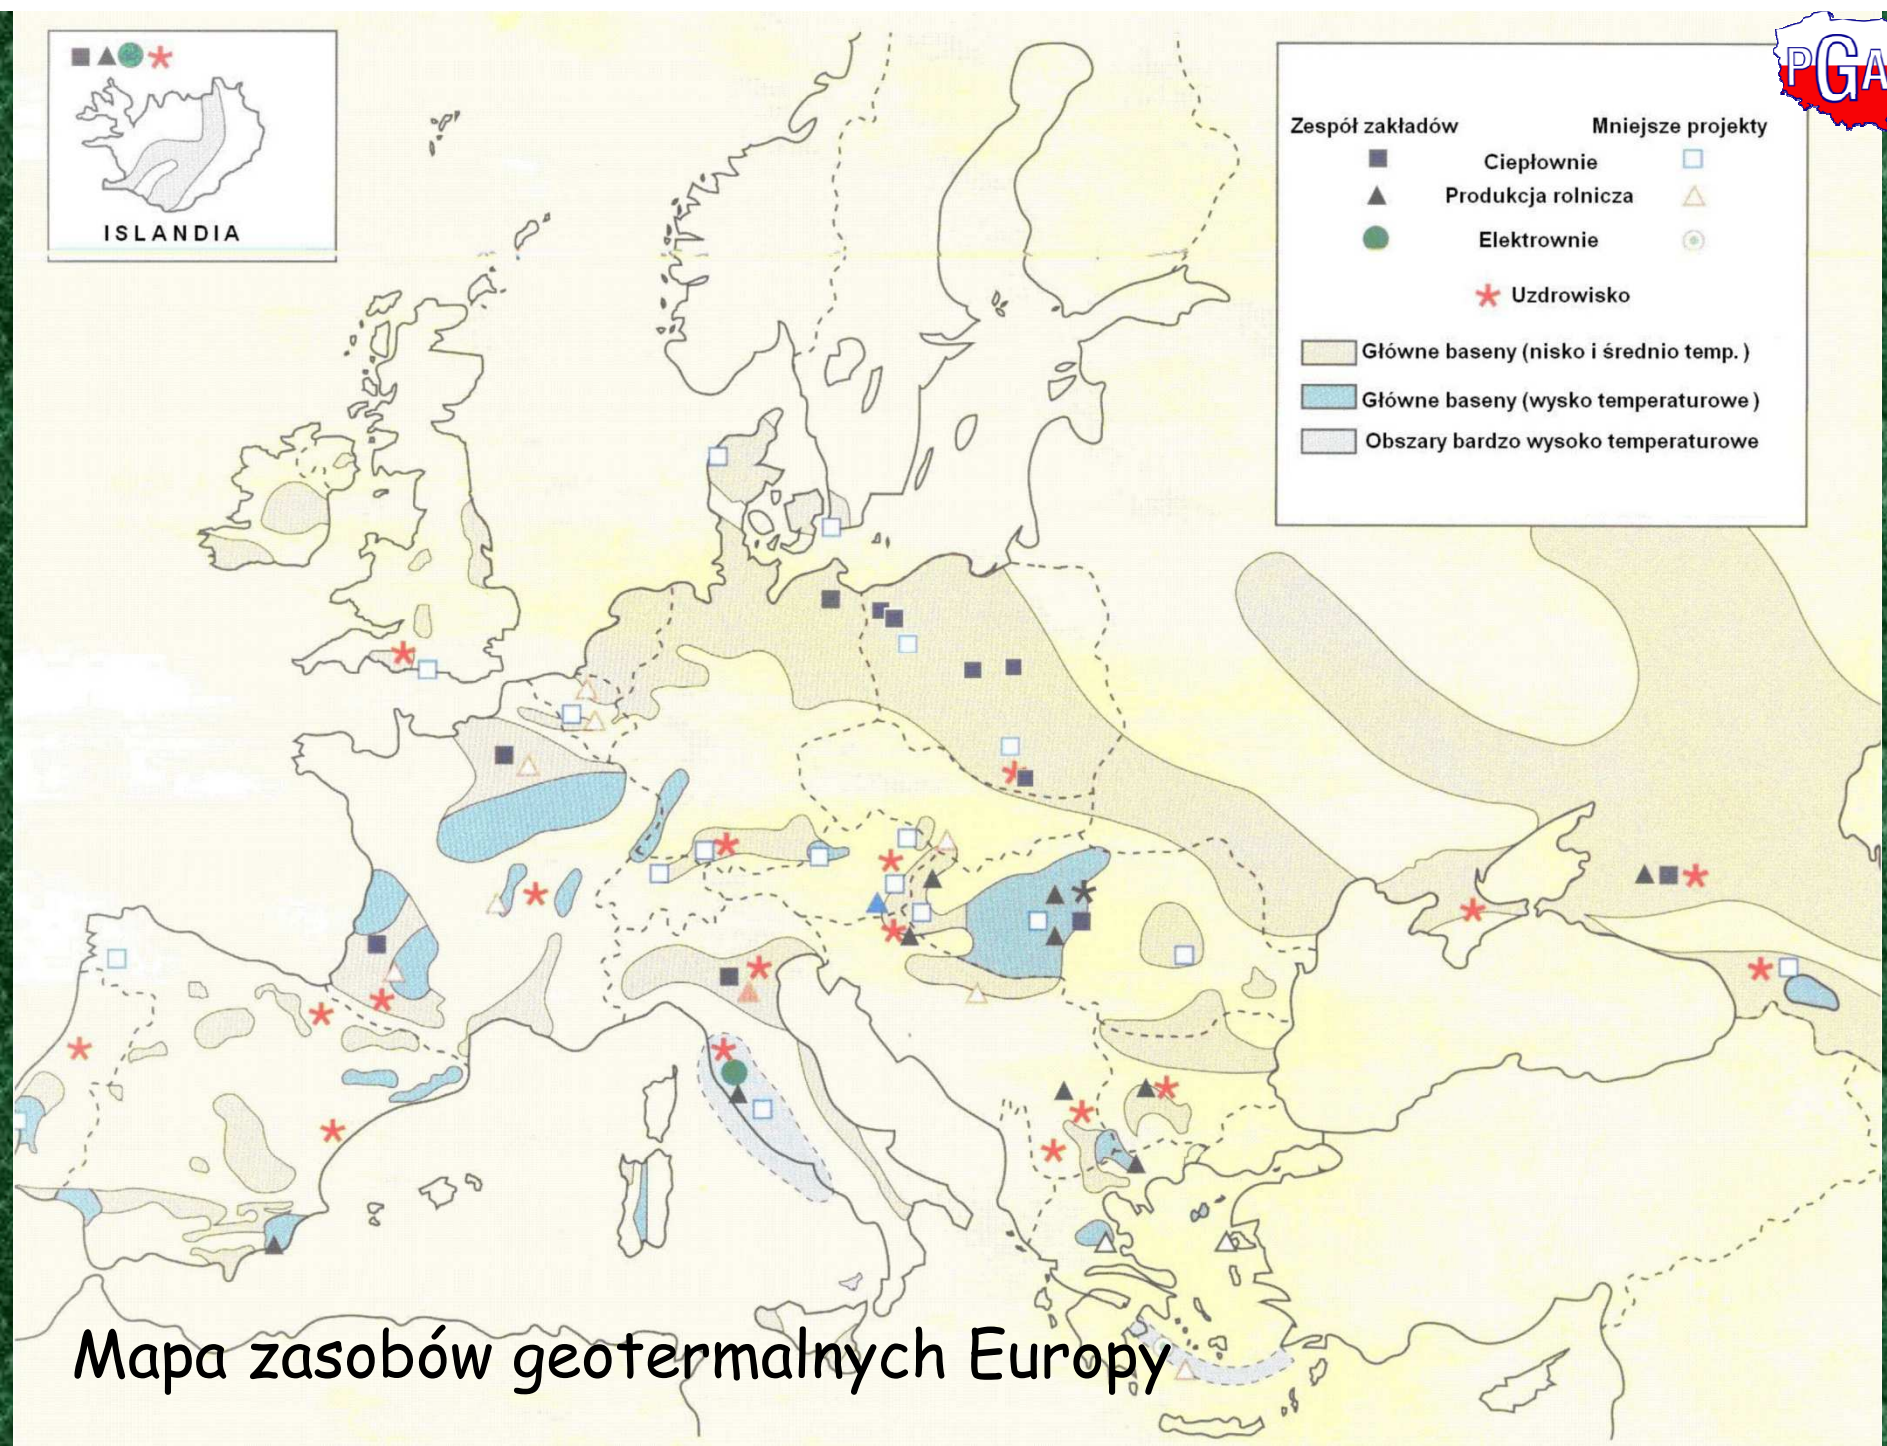 ISLANDIA
PGA
Zespół zakładów Mniejsze projekty
Ciepłownie
Produkcja rolnicza
Elektrownie
Uzdrowisko
Główne baseny (nisko i średnio temp. )
Główne baseny (wysko temperaturowe )
Obszary bardzo wysoko temperaturowe
Mapa zasobów geotermalnych Europy